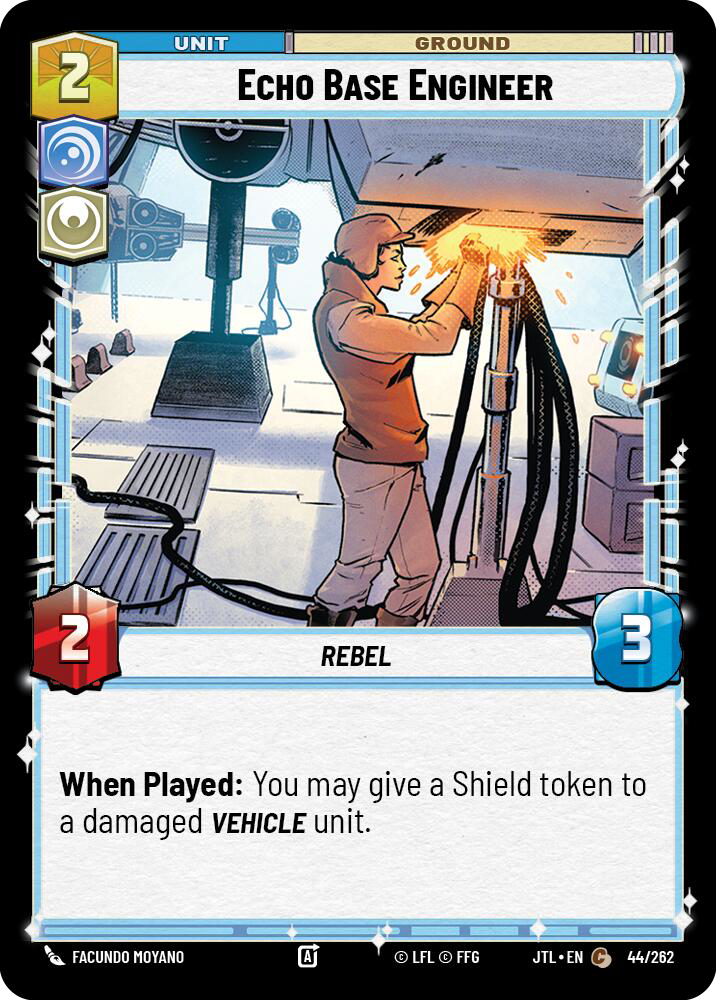 UNIT
GROUND
2
ECHO BASE ENGINEER
2
REBEL
3
When Played: You may give a Shield token to
a damaged VEHICLE unit.
FACUNDO MOYANO
A
© LFL © FFG
JTL • EN
C
44/262